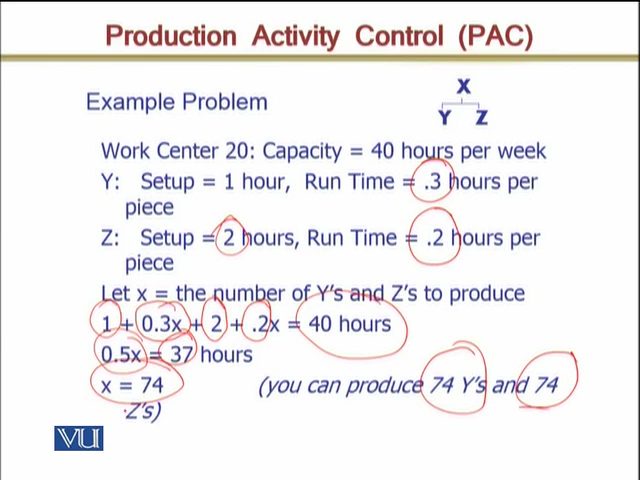 Production Activity Control (PAC)
X
Example Problem
Y Z
Work Center 20: Capacity = 40 hours per week
Y: Setup = 1 hour, Run Time = .3 hours per
piece
Z: Setup = 2 hours, Run Time = .2 hours per
piece
Let x = the number of Y's and Z's to produce
1 + 0.3x + 2 + .2x = 40 hours
0.5x = 37 hours
x = 74 (you can produce 74 Y's and 74
Z's)
VU